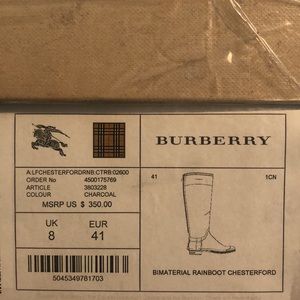 A.LFCHESTERFORDRNB:CTRB:02600
ORDER No 4500175769
ARTICLE 3803228
COLOUR CHARCOAL
MSRP US $ 350.00
UK EUR
8 41
5045349781703
BURBERRY
41 1CN
BIMATERIAL RAINBOOT CHESTERFORD